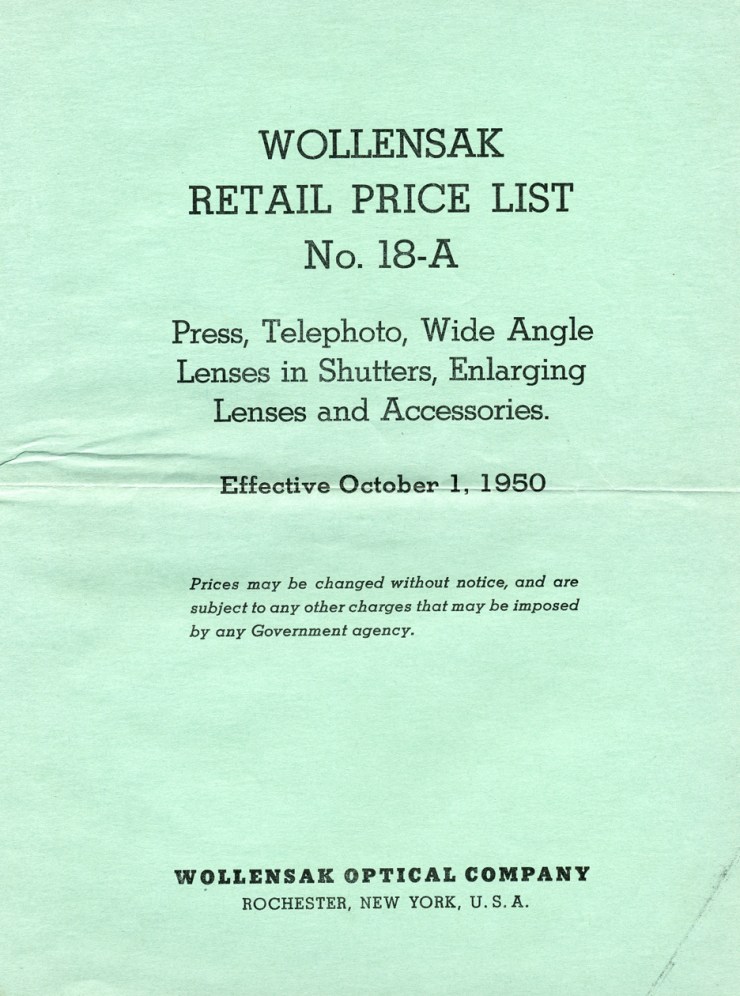 WOLLENSAK
RETAIL PRICE LIST
No. 18-A
Press, Telephoto, Wide Angle
Lenses in Shutters, Enlarging
Lenses and Accessories.
Effective October 1, 1950
Prices may be changed without notice, and are
subject to any other charges that may be imposed
by any Government agency.
WOLLENSAK OPTICAL COMPANY
ROCHESTER, NEW YORK, U. S. A.